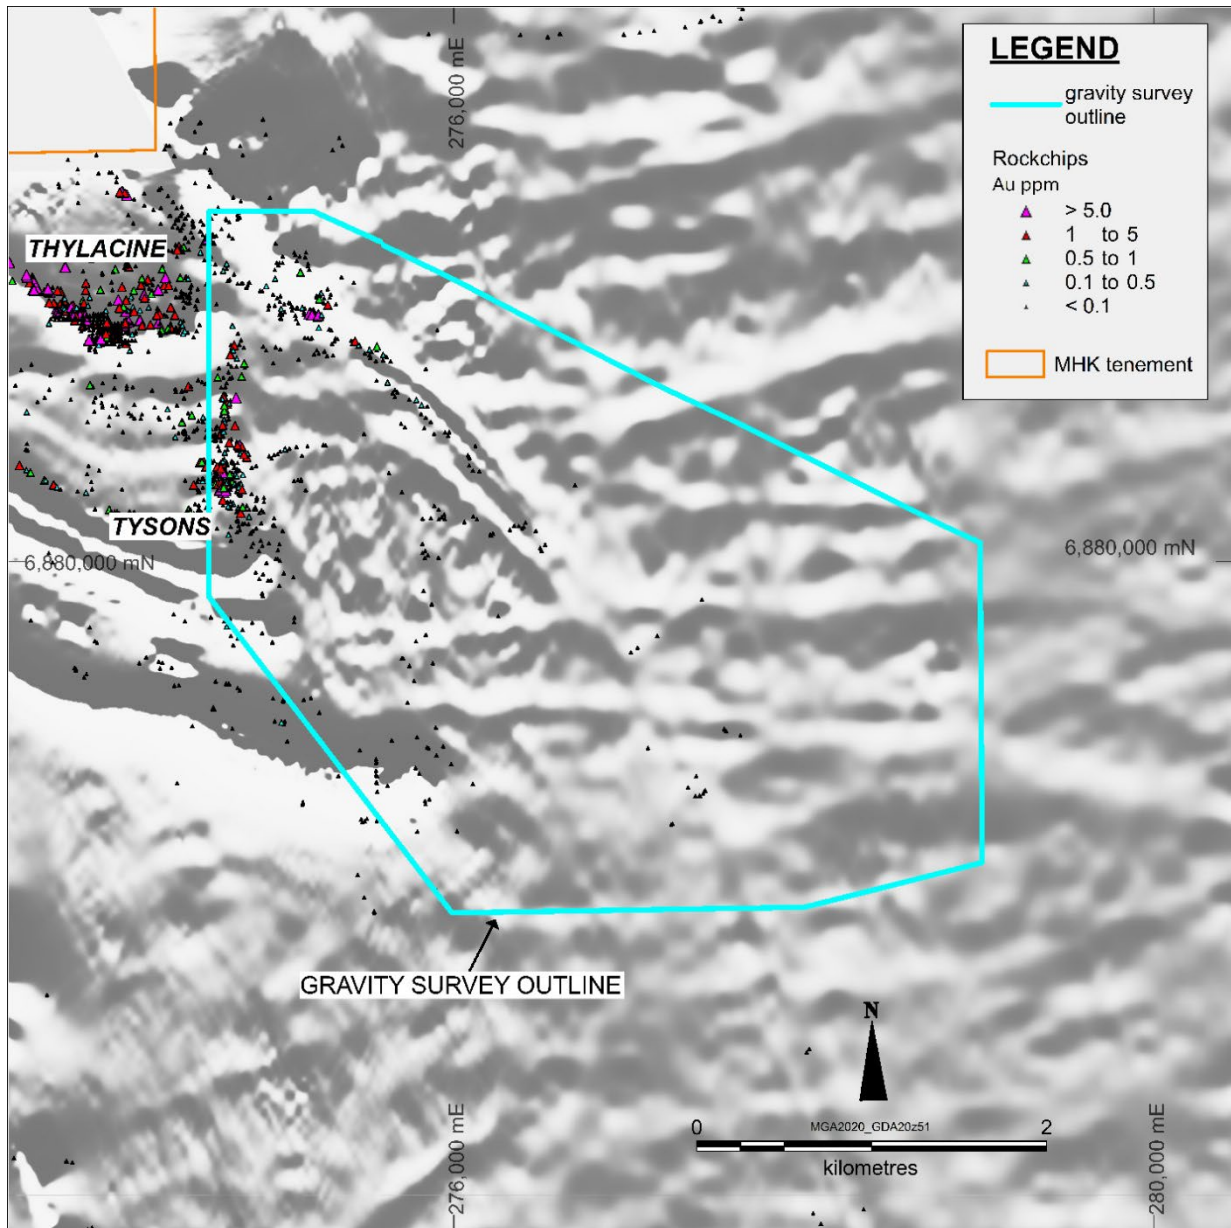 276,000 mE
LEGEND
gravity survey
outline
Rockchips
Au ppm
> 5.0
1 to 5
0.5 to 1
0.1 to 0.5
< 0.1
MHK tenement
THYLACINE
TYSONS
6,880,000 mN
6,880,000 mN
GRAVITY SURVEY OUTLINE
N
0
2
MGA2020_GDA20z51
kilometres
276,000 mE
280,000 mE